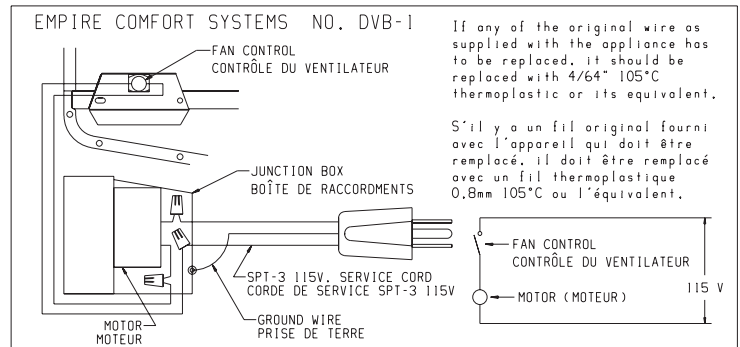 EMPIRE COMFORT SYSTEMS NO. DVB-1
FAN CONTROL
CONTRÔLE DU VENTILATEUR
If any of the original wire as
supplied with the appliance has
to be replaced, it should be
replaced with 4/64" 105°C
thermoplastic or its equivalent.
S'il y a un fil original fourni
avec l'appareil qui doit être
remplacé, il doit être remplacé
avec un fil thermoplastique
0,8mm 105°C ou l'équivalent.
JUNCTION BOX
BOÎTE DE RACCORDMENTS
SPT-3 115V. SERVICE CORD
CORDE DE SERVICE SPT-3 115V
GROUND WIRE
PRISE DE TERRE
MOTOR
MOTEUR
FAN CONTROL
CONTRÔLE DU VENTILATEUR
MOTOR (MOTEUR)
115 V